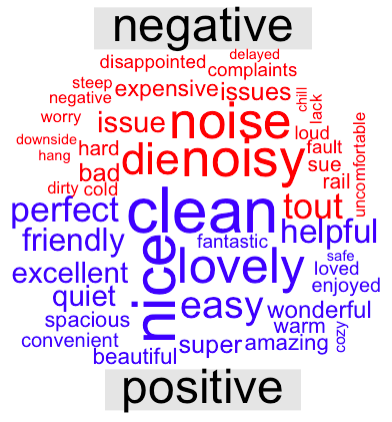 negative
delayed
disappointed
complaints
steep
expensive
issues
chill
lack
negative
worry
issue
noise
loud
downside
hard
die
noisy
fault
uncomfortable
hang
bad
sue
rail
dirty
cold
tout
perfect
clean
helpful
friendly
fantastic
nice
lovely
safe
excellent
loved
quiet
easy
enjoyed
spacious
wonderful
convenient
warm
cozy
beautiful
super
amazing
positive